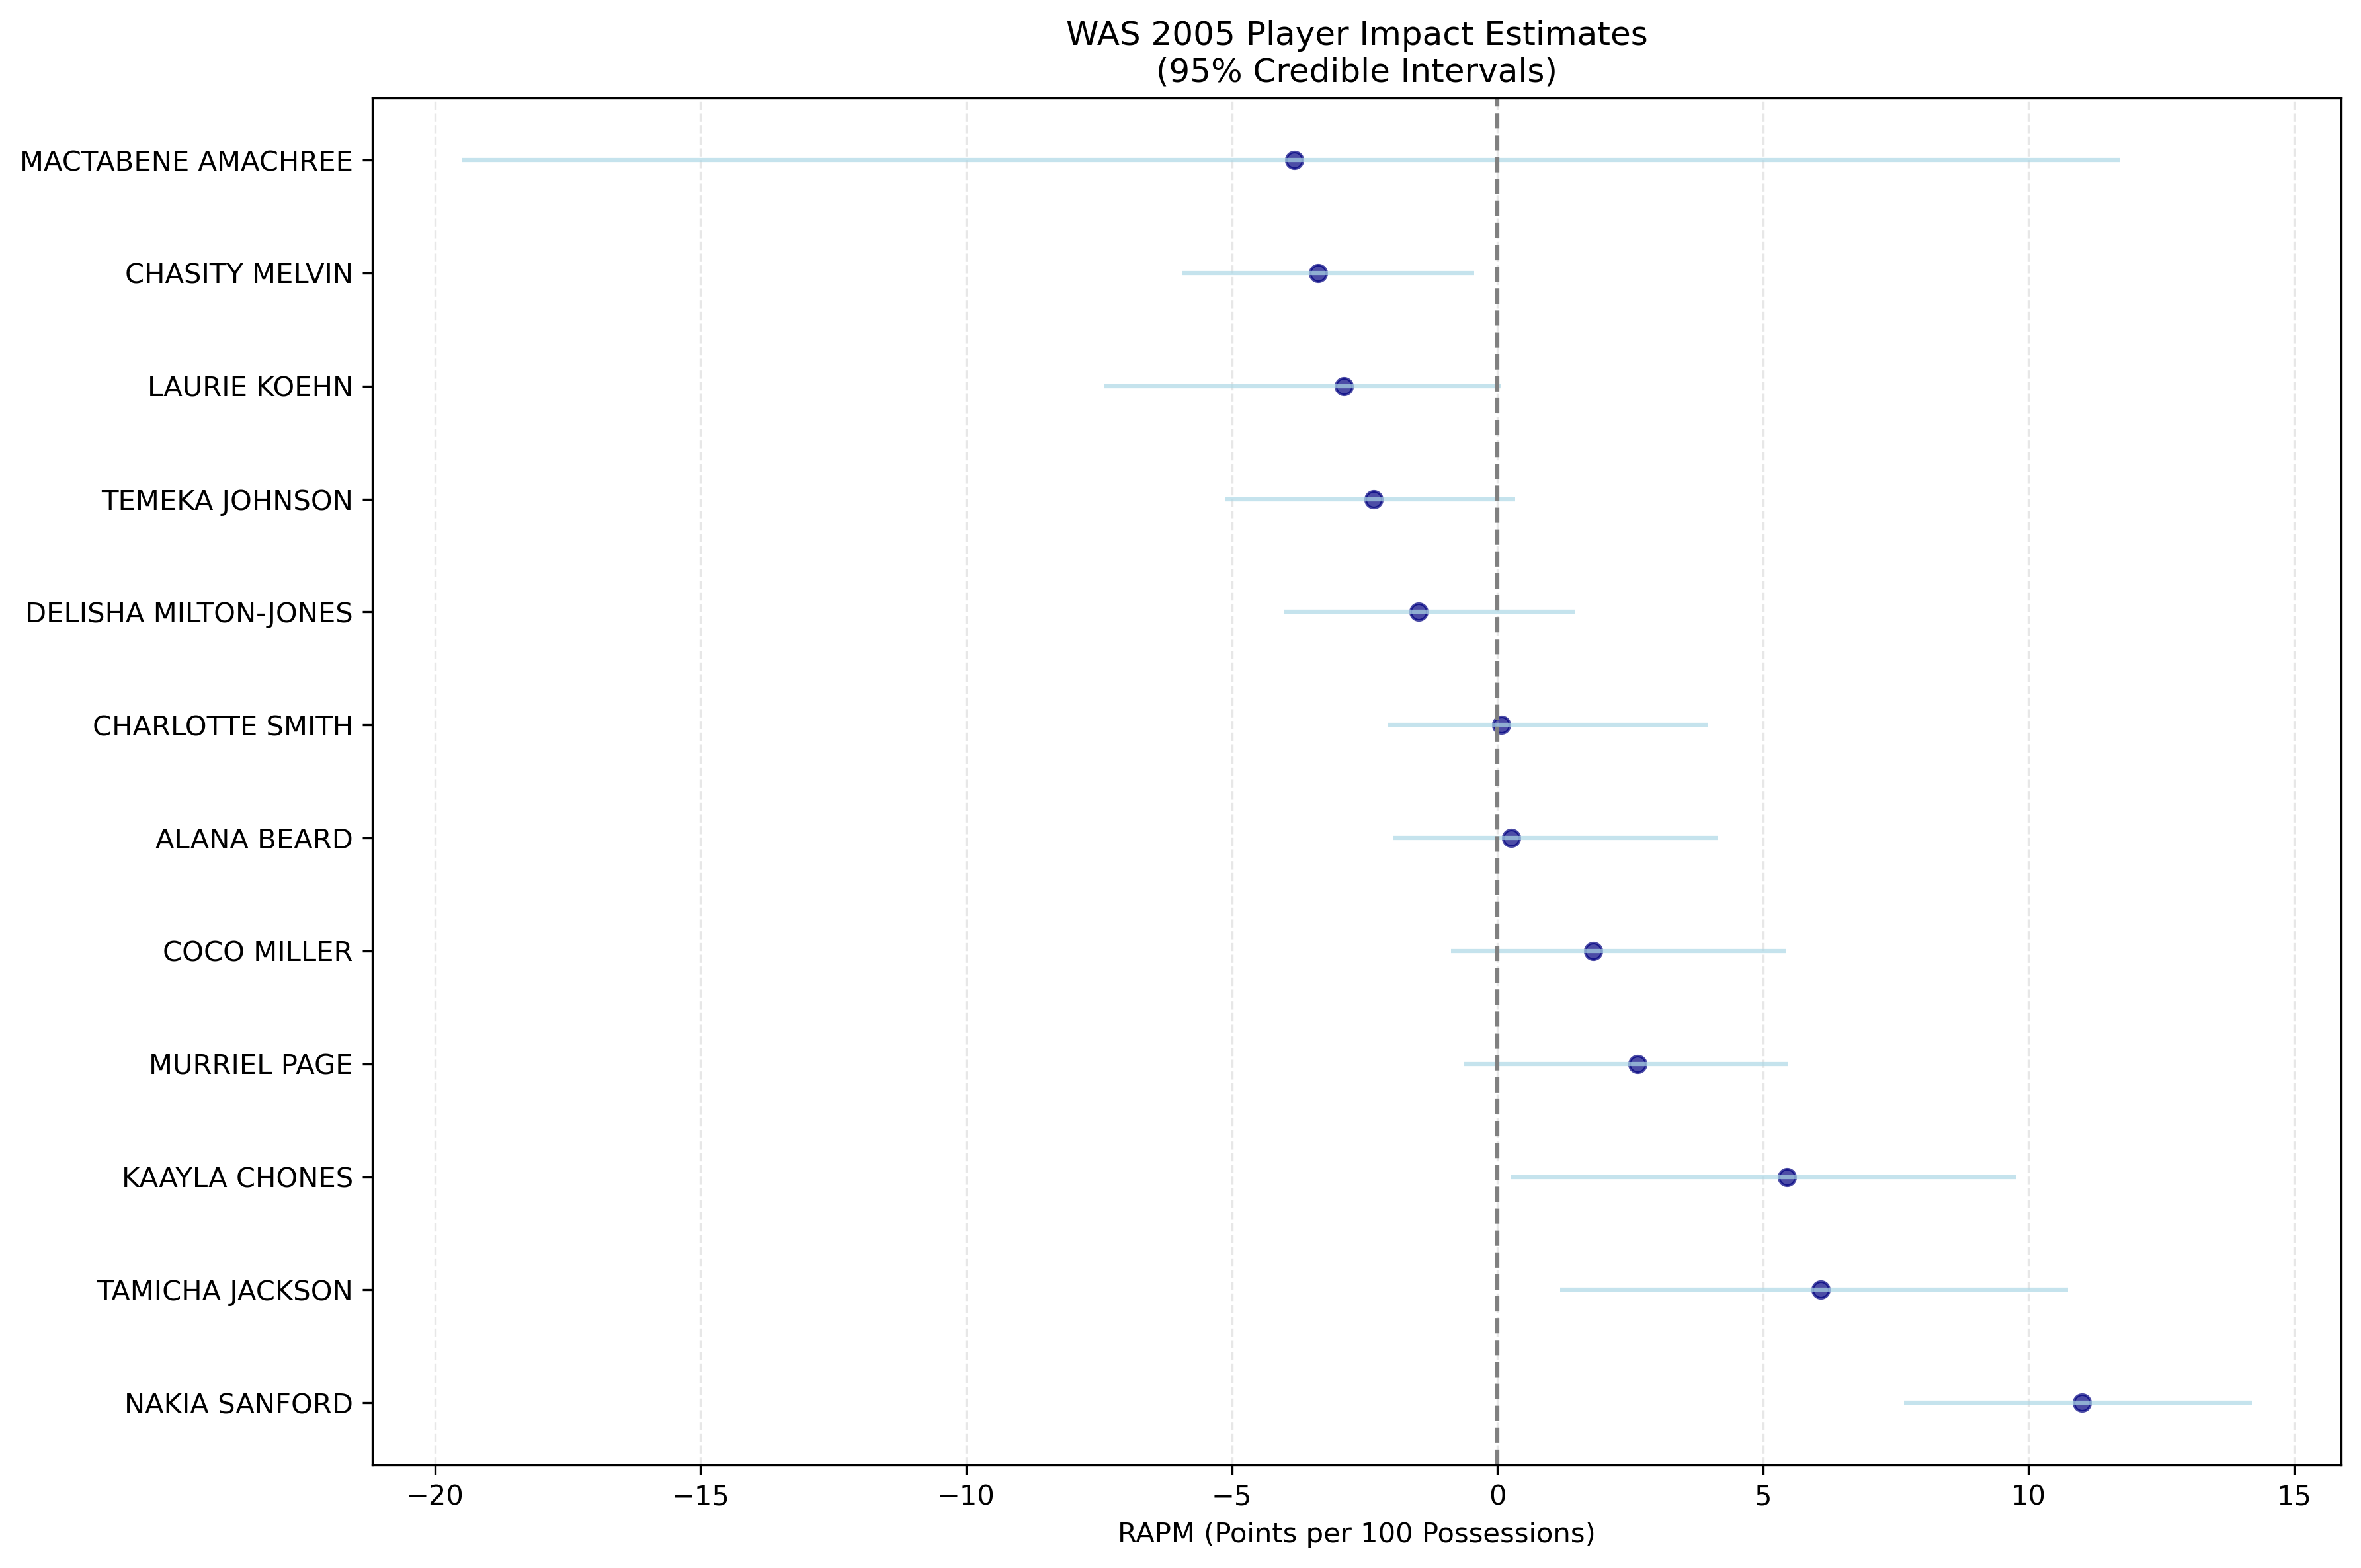 WAS 2005 Player Impact Estimates
(95% Credible Intervals)
MACTABENE AMACHREE
CHASITY MELVIN
LAURIE KOEHN
TEMEKA JOHNSON
DELISHA MILTON-JONES
CHARLOTTE SMITH
ALANA BEARD
COCO MILLER
MURRIEL PAGE
KAAYLA CHONES
TAMICHA JACKSON
NAKIA SANFORD
−20 −15 −10 −5 0 5 10 15
RAPM (Points per 100 Possessions)